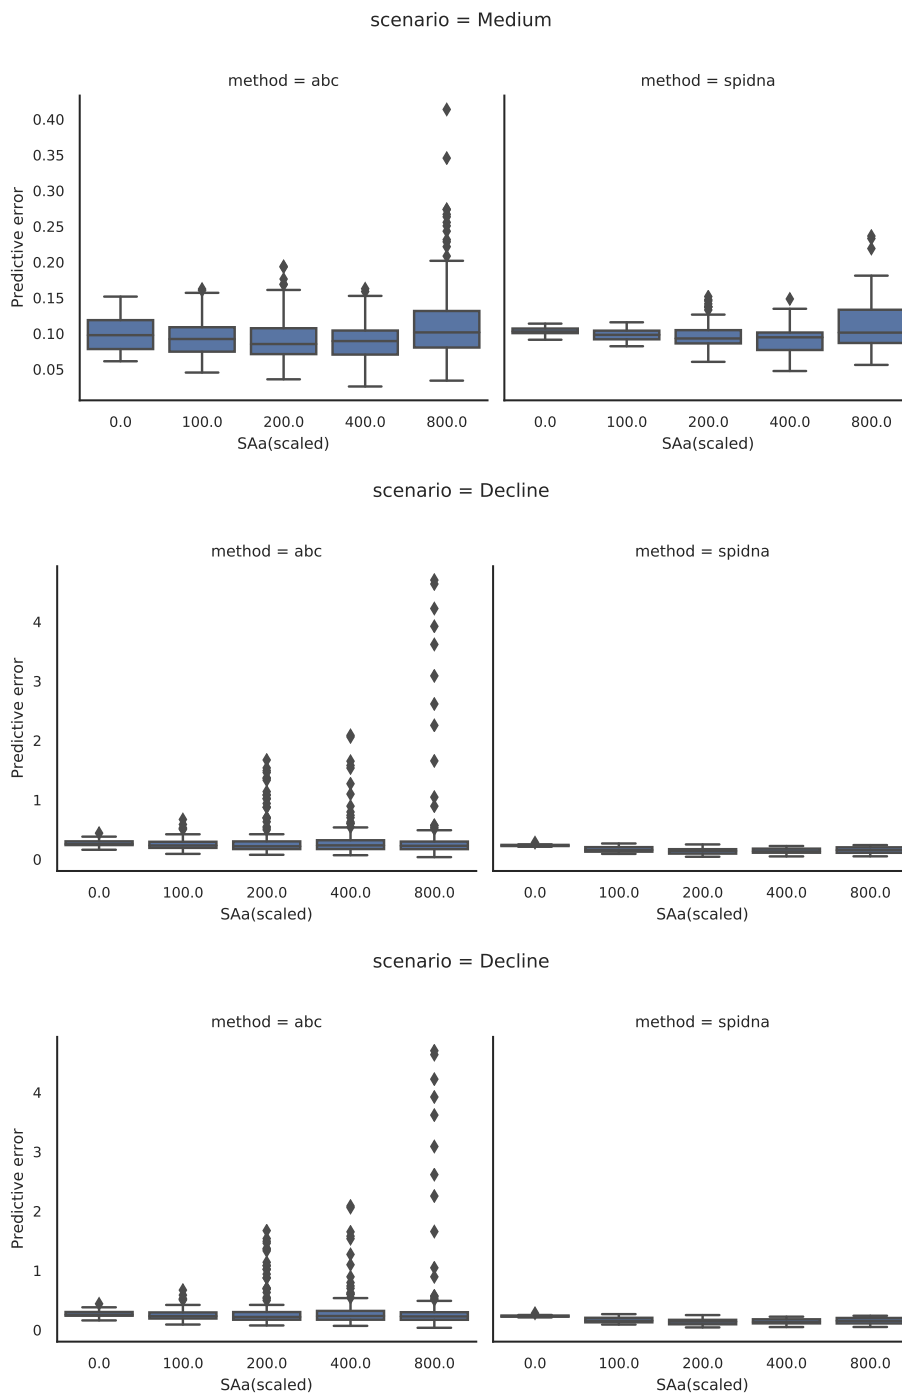 scenario = Medium
method = abc
method = spidna
Predictive error
0.40
0.35
0.30
0.25
0.20
0.15
0.10
0.05
0.0 100.0 200.0 400.0 800.0
SAa(scaled)
0.0 100.0 200.0 400.0 800.0
SAa(scaled)
scenario = Decline
method = abc
method = spidna
Predictive error
4
3
2
1
0
0.0 100.0 200.0 400.0 800.0
SAa(scaled)
0.0 100.0 200.0 400.0 800.0
SAa(scaled)
scenario = Decline
method = abc
method = spidna
Predictive error
4
3
2
1
0
0.0 100.0 200.0 400.0 800.0
SAa(scaled)
0.0 100.0 200.0 400.0 800.0
SAa(scaled)